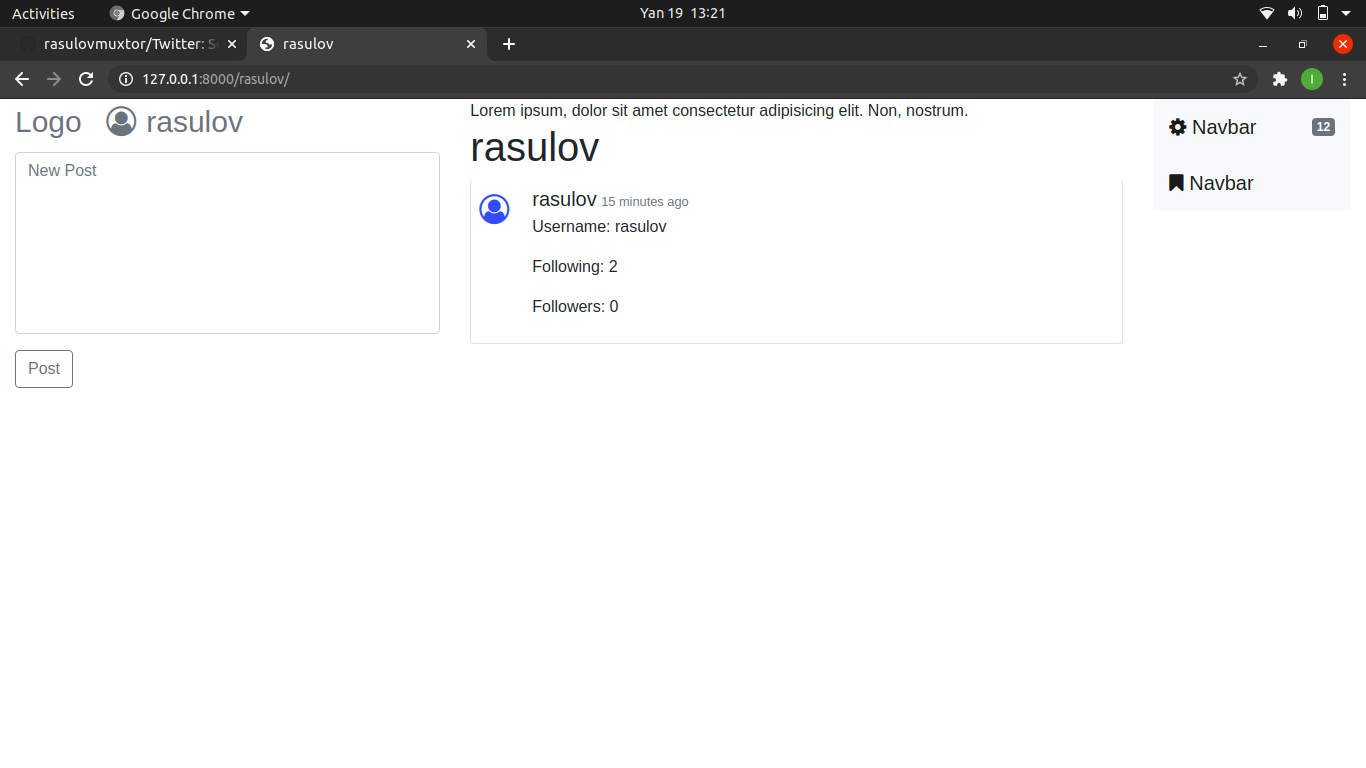 Activities Google Chrome Yan 19 13:21
rasulovmuxtor/Twitter: rasulov
127.0.0.1:8000/rasulov/ I
Logo rasulov
New Post
Post
Lorem ipsum, dolor sit amet consectetur adipisicing elit. Non, nostrum.
rasulov
rasulov 15 minutes ago
Username: rasulov
Following: 2
Followers: 0
Navbar 12
Navbar